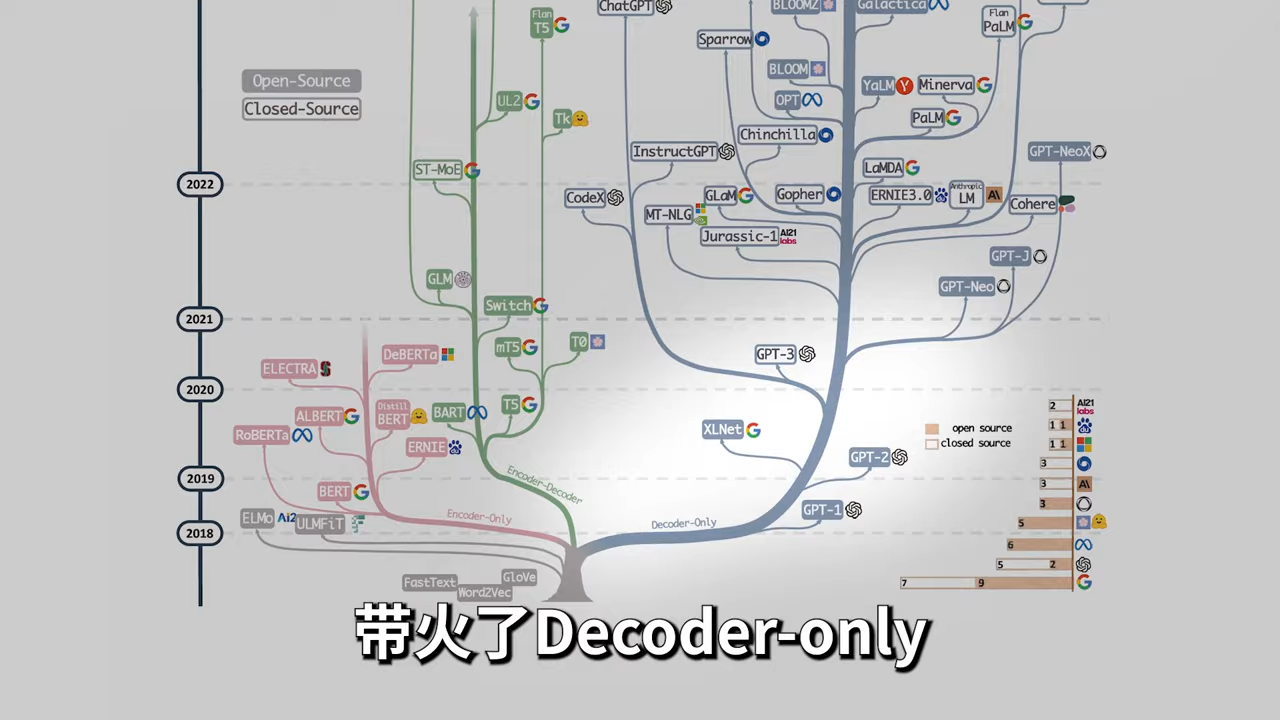 ChatGPT
BLOOMZ
Galactica
Flan
T5
Flan
PaLM
Sparrow
Open-Source
Closed-Source
BLOOM
UL2
OPT
YaLM
Minerva
Tk
PaLM
Chinchilla
InstructGPT
GPT-NeoX
ST-MoE
LaMDA
2022
CodeX
GLaM
Gopher
ERNIE3.0
Anthropic
LM
Cohere
MT-NLG
Jurassic-1
AI21
labs
GPT-J
GLM
GPT-Neo
Switch
2021
mT5
T0
DeBERTa
GPT-3
ELECTRA
2020
ALBERT
Distill
BERT
BART
T5
2
AI21
labs
RoBERTa
XLNet
open source
1 1
ERNIE
closed source
1 1
GPT-2
3
Encoder-Decoder
2019
3
BERT
3
ELMo
AI2
ULMFiT
Encoder-Only
Decoder-Only
GPT-1
5
2018
6
5 2
FastText
Word2Vec
GloVe
7 9
带火了Decoder-only